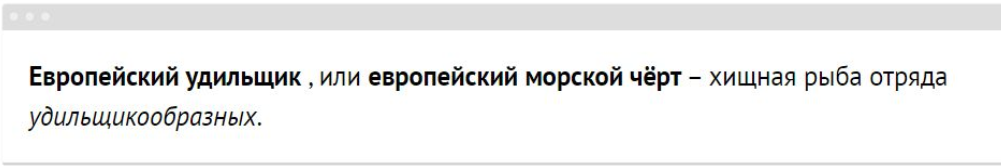 Европейский удильщик , или европейский морской чёрт – хищная рыба отряда
удильщикообразных.